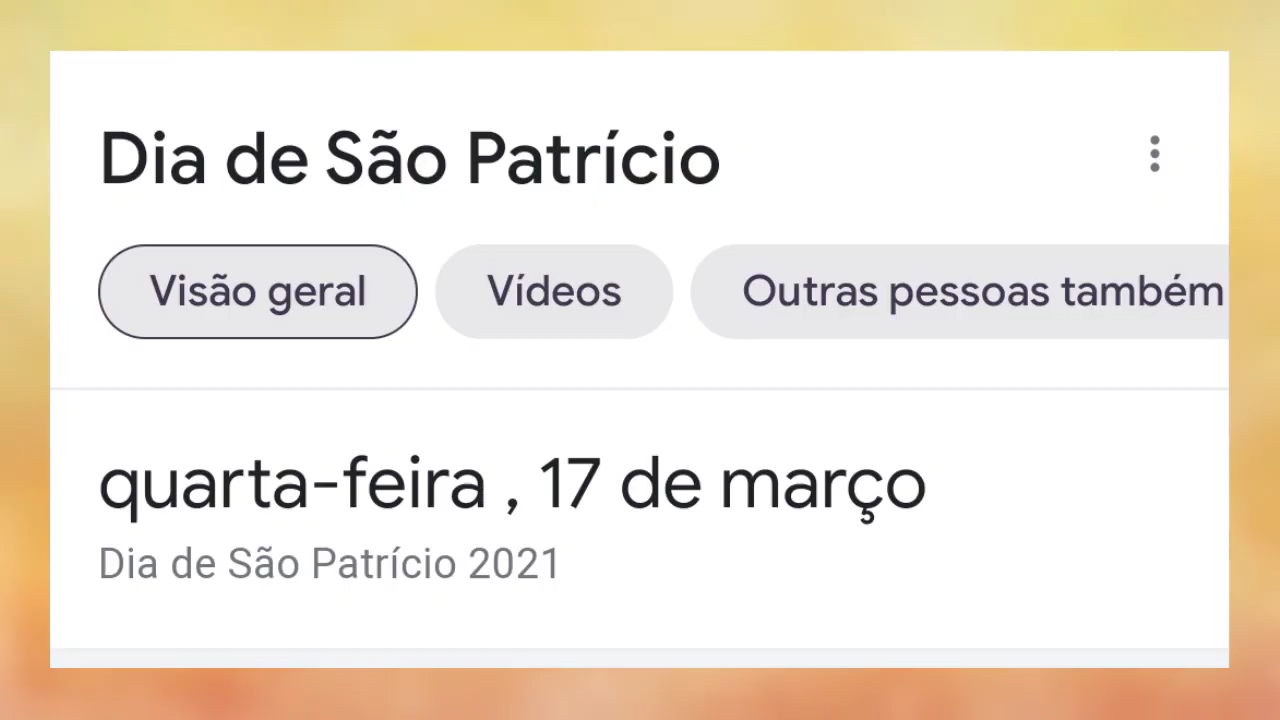 Dia de São Patrício
Visão geral Vídeos Outras pessoas também
quarta-feira , 17 de março
Dia de São Patrício 2021